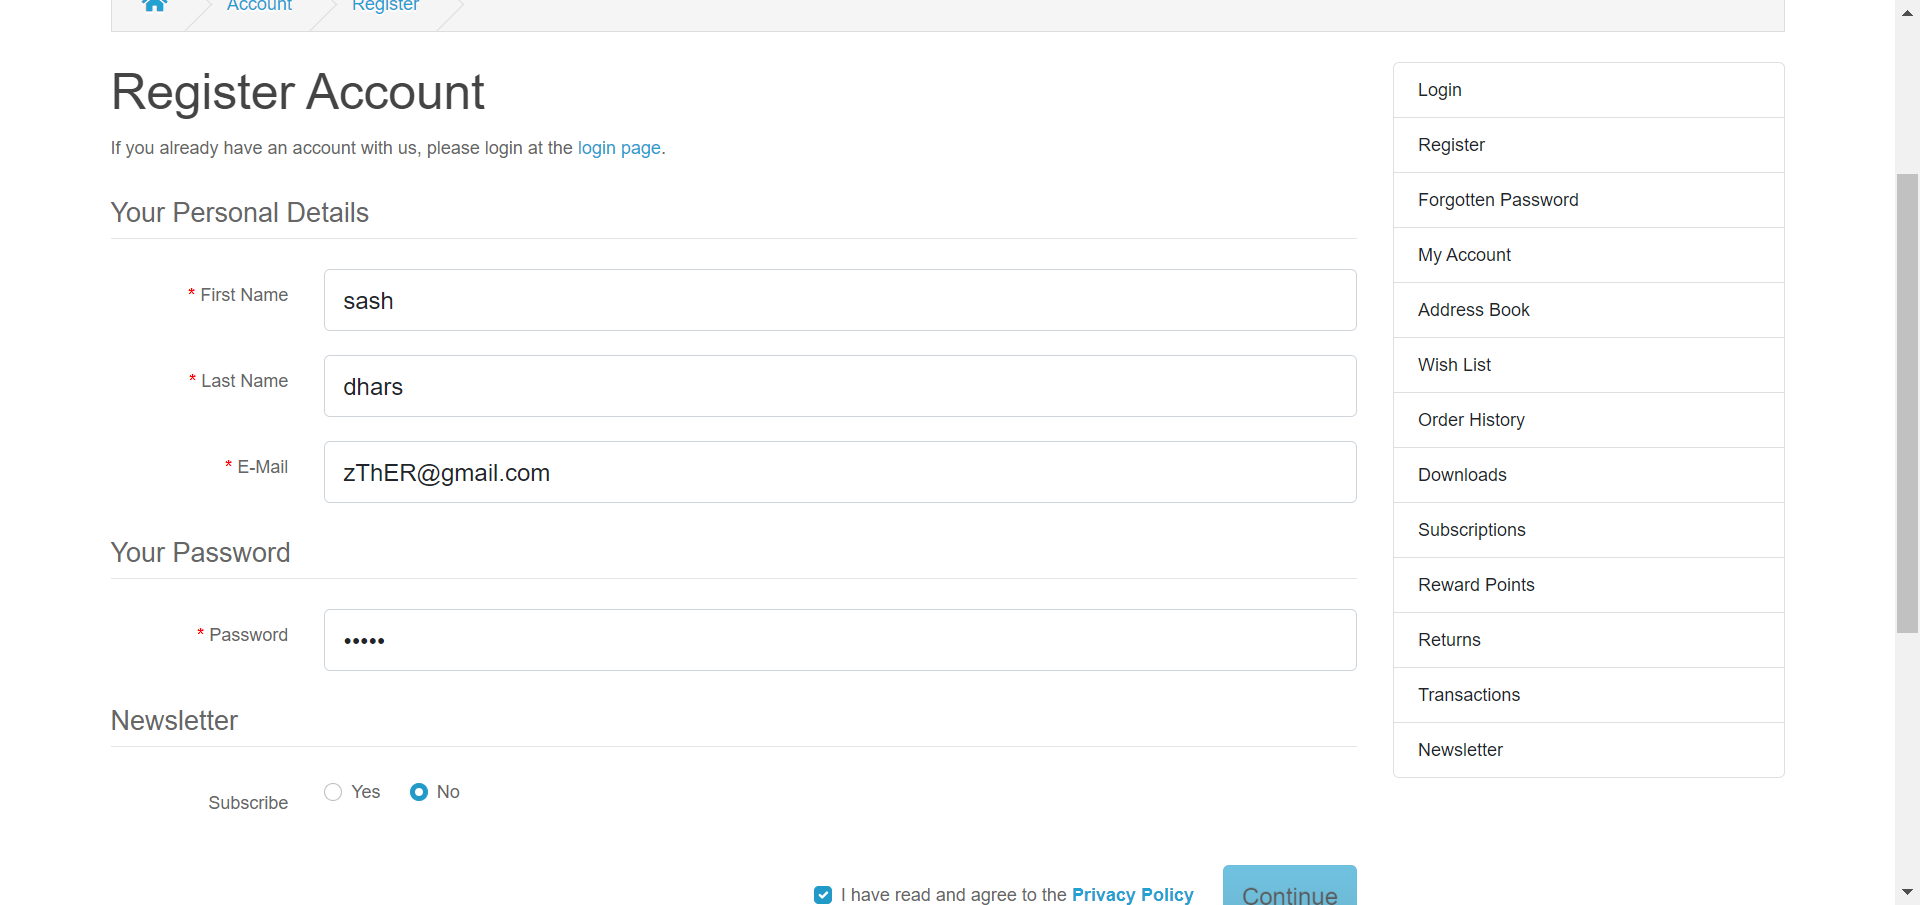 Account
Register
Register Account
If you already have an account with us, please login at the login page.
Your Personal Details
* First Name
sash
* Last Name
dhars
* E-Mail
zThER@gmail.com
Your Password
* Password
•••••
Newsletter
Subscribe
Yes
No
I have read and agree to the Privacy Policy
Continue
Login
Register
Forgotten Password
My Account
Address Book
Wish List
Order History
Downloads
Subscriptions
Reward Points
Returns
Transactions
Newsletter